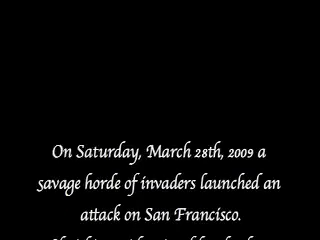 On Saturday, March 28th, 2009 a
savage horde of invaders launched an
attack on San Francisco.